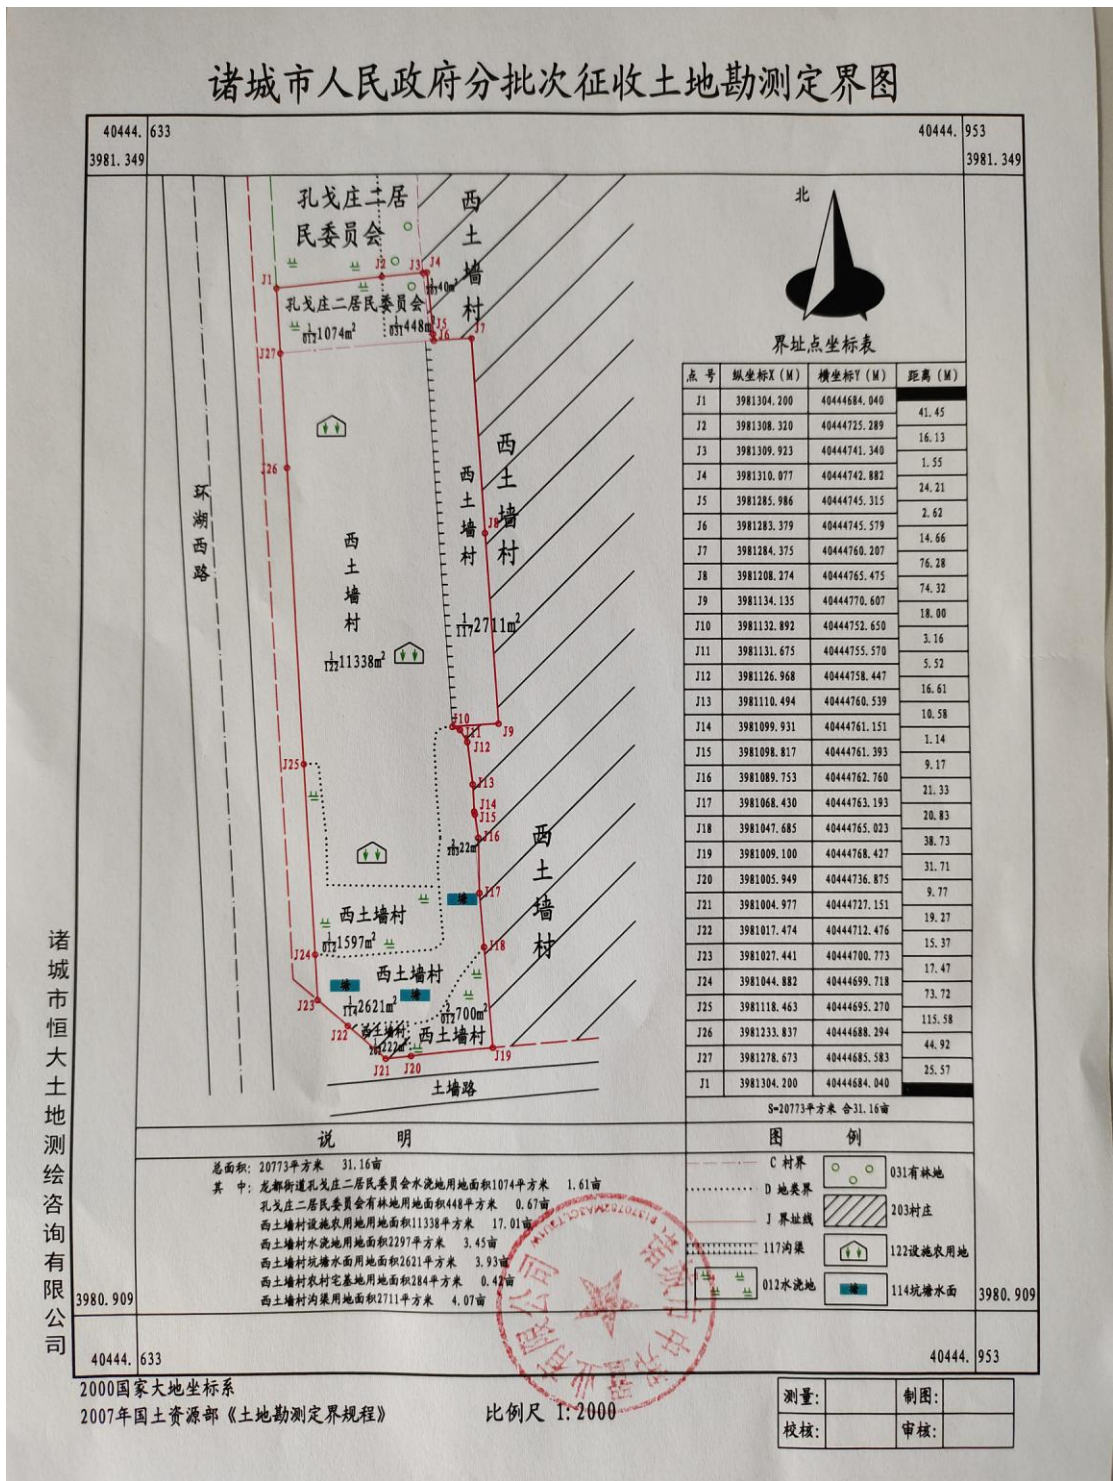 诸城市人民政府分批次征收土地勘测定界图
40444. 633
40444. 953
3981. 349
3981. 349
孔戈庄二居
民委员会
西土墙村
北
J1
J2
J3
J4
孔戈庄二居民委员会
1/012 1074m²
1/031 448m²
40m²
J5
J6
J7
J27
J26
环湖西路
西土墙村
1/122 11338m²
西土墙村
西土墙村
J8
1/117 2711m²
J10
J9
J11
J12
J25
J13
J14
J15
J16
22m²
西土墙村
塘
J17
西土墙村
1/012 1597m²
J18
J24
西土墙村
塘
塘
1/114 2621m²
2/012 700m²
J23
J22
西土墙村
222m²
西土墙村
J21
J20
J19
土墙路
界址点坐标表
点号 纵坐标X(M) 横坐标Y(M) 距离(M)
J1 3981304.200 40444684.040
41.45
J2 3981308.320 40444725.289
16.13
J3 3981309.923 40444741.340
1.55
J4 3981310.077 40444742.882
24.21
J5 3981285.986 40444745.315
2.62
J6 3981283.379 40444745.579
14.66
J7 3981284.375 40444760.207
76.28
J8 3981208.274 40444765.475
74.32
J9 3981134.135 40444770.607
18.00
J10 3981132.892 40444752.650
3.16
J11 3981131.675 40444755.570
5.52
J12 3981126.968 40444758.447
16.61
J13 3981110.494 40444760.539
10.58
J14 3981099.931 40444761.151
1.14
J15 3981098.817 40444761.393
9.17
J16 3981089.753 40444762.760
21.33
J17 3981068.430 40444763.193
20.83
J18 3981047.685 40444765.023
38.73
J19 3981009.100 40444768.427
31.71
J20 3981005.949 40444736.875
9.77
J21 3981004.977 40444727.151
19.27
J22 3981017.474 40444712.476
15.37
J23 3981027.441 40444700.773
17.47
J24 3981044.882 40444699.718
73.72
J25 3981118.463 40444695.270
115.58
J26 3981233.837 40444688.294
44.92
J27 3981278.673 40444685.583
25.57
J1 3981304.200 40444684.040
S=20773平方米 合31.16亩
说 明
总面积: 20773平方米 31.16亩
其 中: 龙都街道孔戈庄二居民委员会水浇地用地面积1074平方米 1.61亩
孔戈庄二居民委员会有林地用地面积448平方米 0.67亩
西土墙村设施农用地用地面积11338平方米 17.01亩
西土墙村水浇地用地面积2297平方米 3.45亩
西土墙村坑塘水面用地面积2621平方米 3.93亩
西土墙村农村宅基地用地面积284平方米 0.42亩
西土墙村沟渠用地面积2711平方米 4.07亩
图 例
C 村界
D 地类界
J 界址线
117沟渠
012水浇地
031有林地
203村庄
122设施农用地
塘 114坑塘水面
3980.909
3980.909
40444. 633
40444. 953
诸城市恒大土地测绘咨询有限公司
2000国家大地坐标系
2007年国土资源部《土地勘测定界规程》
比例尺 1:2000
测量: 制图:
校核: 审核: